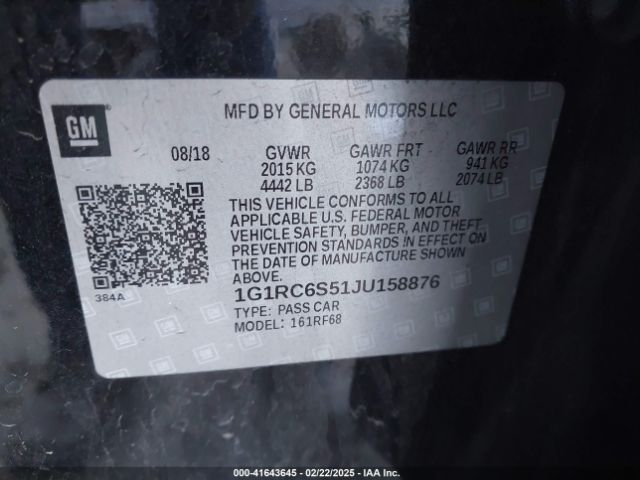 GM
MFD BY GENERAL MOTORS LLC
08/18 GVWR GAWR FRT GAWR RR
2015 KG 1074 KG 941 KG
4442 LB 2368 LB 2074 LB
THIS VEHICLE CONFORMS TO ALL
APPLICABLE U.S. FEDERAL MOTOR
VEHICLE SAFETY, BUMPER, AND THEFT
PREVENTION STANDARDS IN EFFECT ON
THE DATE OF MANUFACTURE SHOWN
ABOVE.
384A
1G1RC6S51JU158876
TYPE: PASS CAR
MODEL: 161RF68
000-41643645 - 02/22/2025 - IAA Inc.